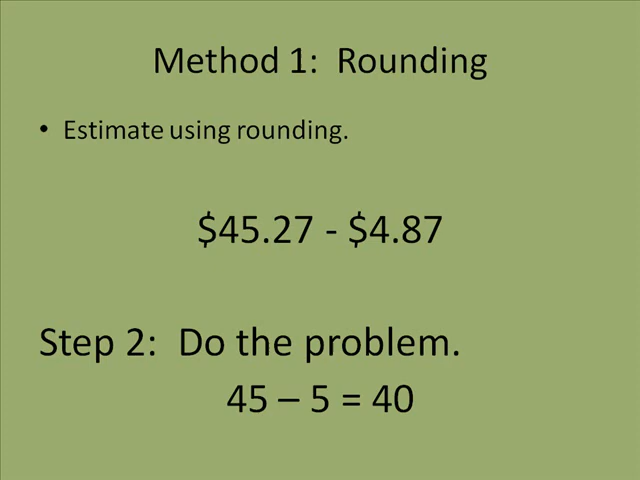 Method 1:  Rounding
• Estimate using rounding.
$45.27 - $4.87
Step 2:  Do the problem.
45 – 5 = 40